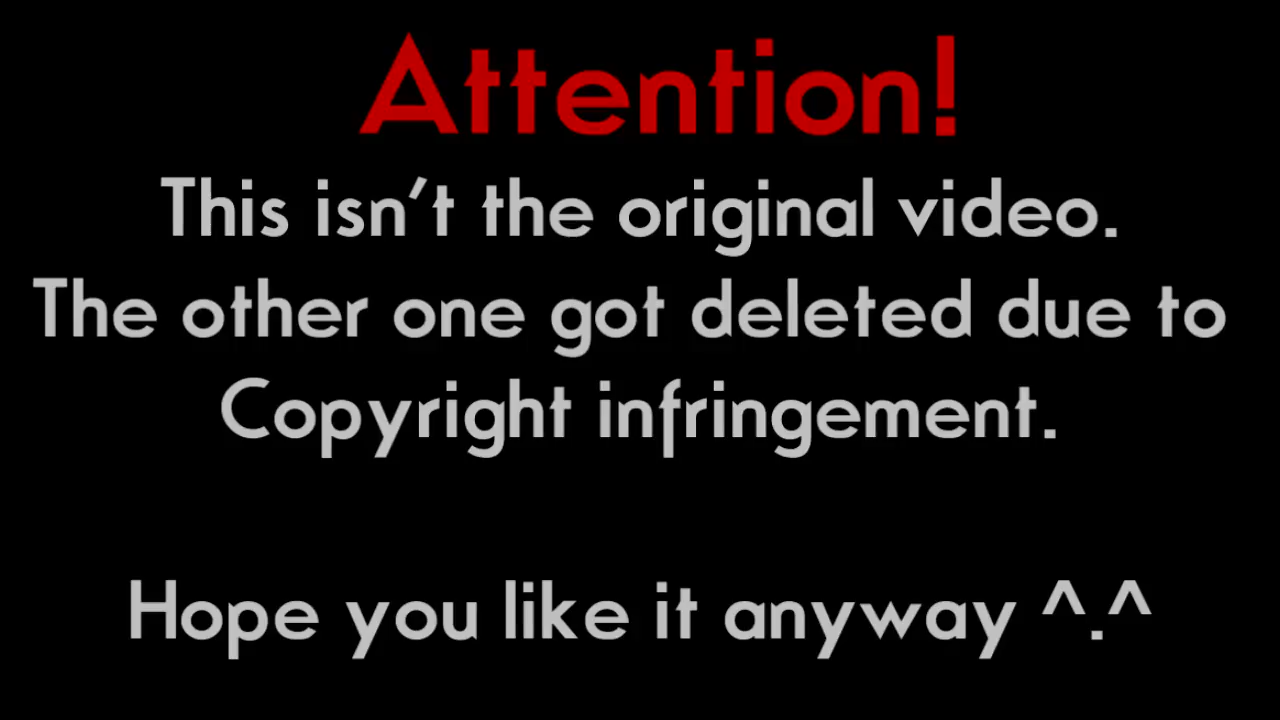 Attention!
This isn't the original video.
The other one got deleted due to
Copyright infringement.
Hope you like it anyway ^.^